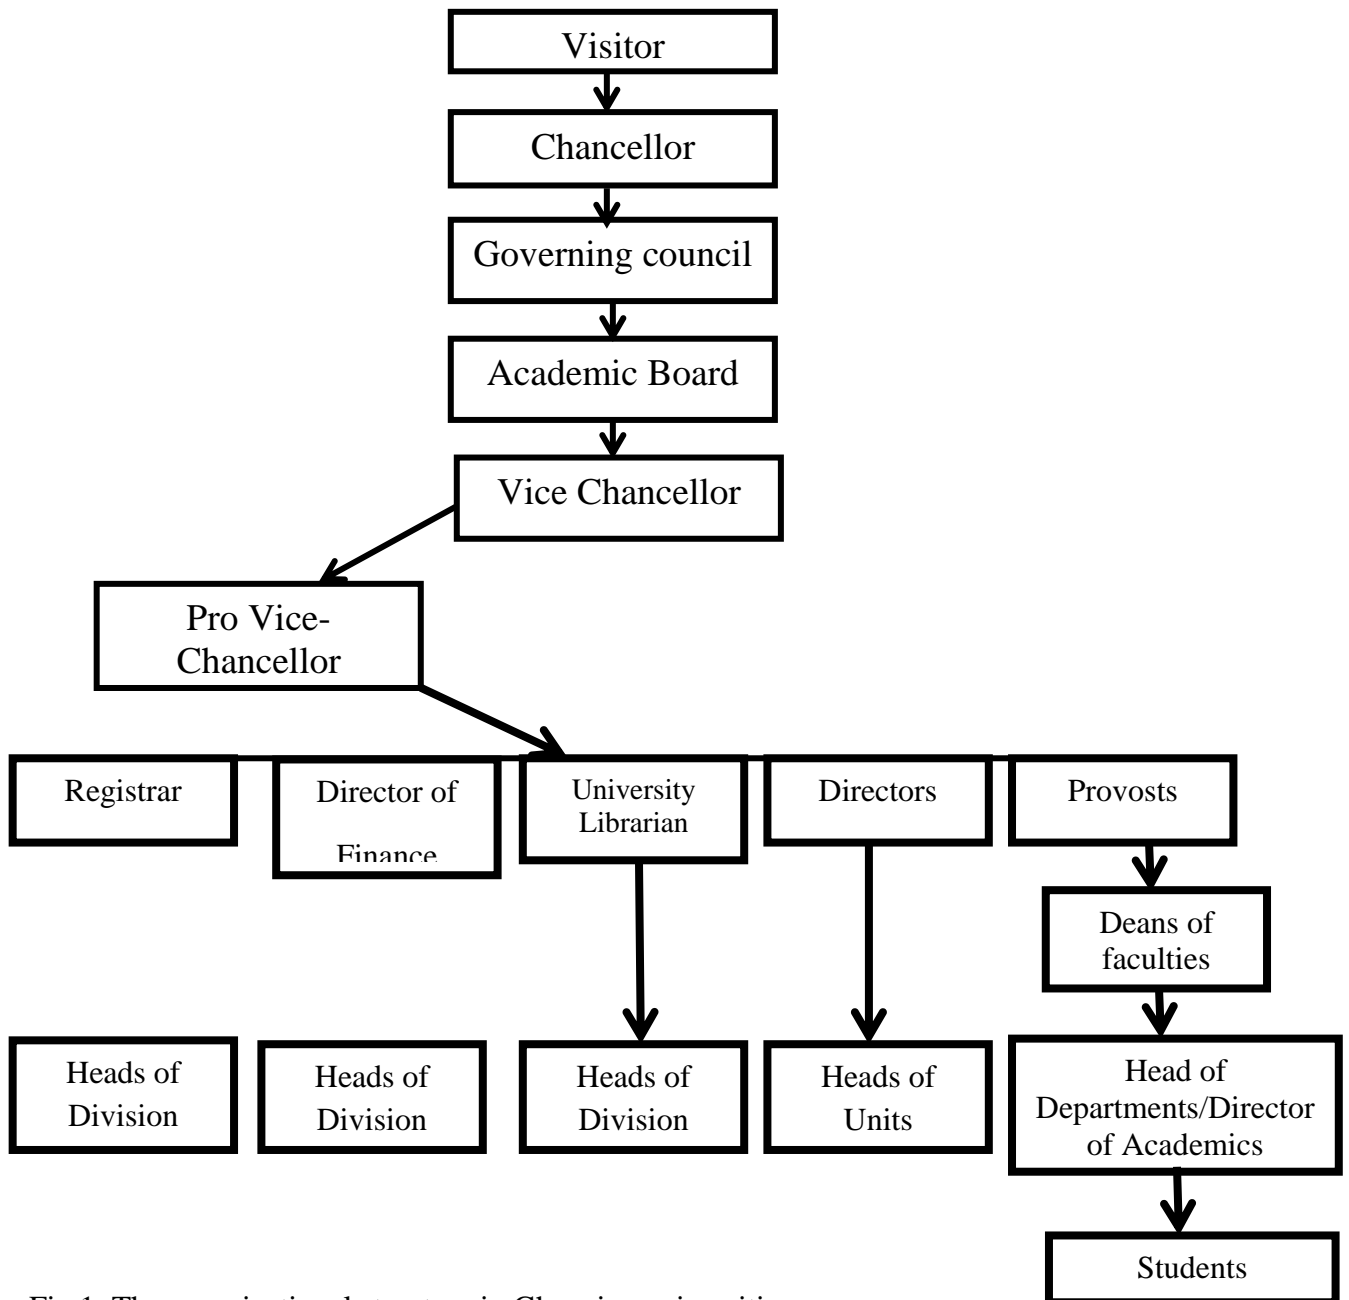 Visitor
Chancellor
Governing council
Academic Board
Vice Chancellor
Pro Vice-
Chancellor
Registrar
Director of
Finance
University
Librarian
Directors
Provosts
Deans of
faculties
Heads of
Division
Heads of
Division
Heads of
Division
Heads of
Units
Head of
Departments/Director
of Academics
Students